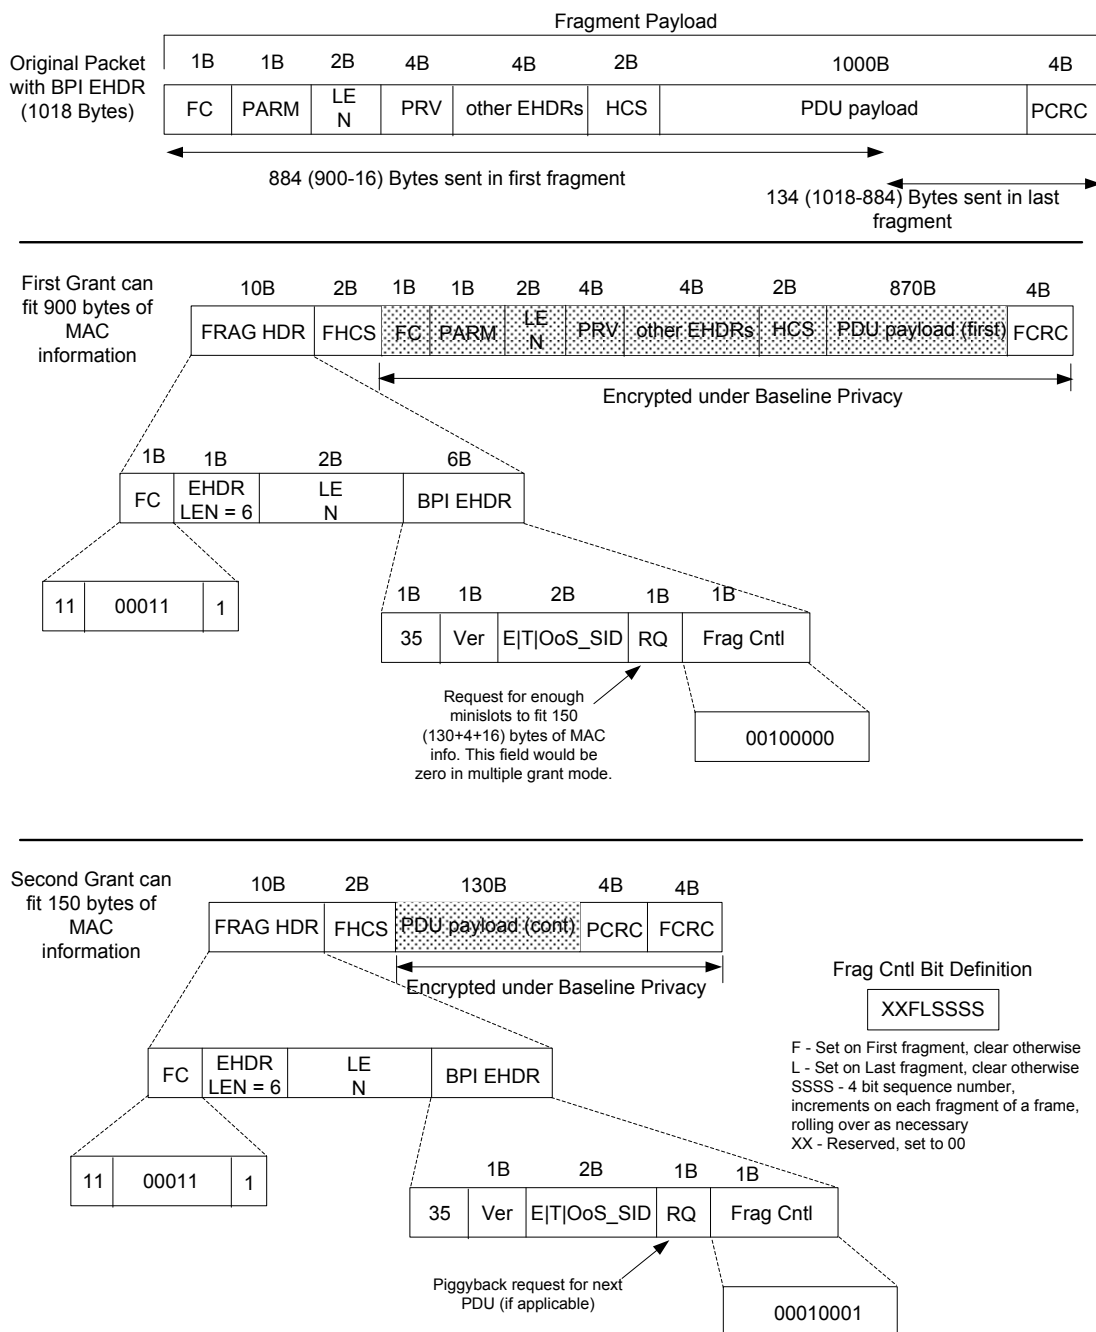 Fragment Payload
Original Packet
with BPI EHDR
(1018 Bytes)
1B 1B 2B 4B 4B 2B 1000B 4B
FC PARM LE
N PRV other EHDRs HCS PDU payload PCRC
884 (900-16) Bytes sent in first fragment
134 (1018-884) Bytes sent in last
fragment
First Grant can
fit 900 bytes of
MAC
information
10B 2B 1B 1B 2B 4B 4B 2B 870B 4B
FRAG HDR FHCS FC PARM LE
N PRV other EHDRs HCS PDU payload (first) FCRC
Encrypted under Baseline Privacy
1B 1B 2B 6B
FC EHDR
LEN = 6 LE
N BPI EHDR
11 00011 1
1B 1B 2B 1B 1B
35 Ver E|T|OoS_SID RQ Frag Cntl
Request for enough
minislots to fit 150
(130+4+16) bytes of MAC
info. This field would be
zero in multiple grant mode.
00100000
Second Grant can
fit 150 bytes of
MAC
information
10B 2B 130B 4B 4B
FRAG HDR FHCS PDU payload (cont) PCRC FCRC
Encrypted under Baseline Privacy
Frag Cntl Bit Definition
XXFLSSSS
F - Set on First fragment, clear otherwise
L - Set on Last fragment, clear otherwise
SSSS - 4 bit sequence number,
increments on each fragment of a frame,
rolling over as necessary
XX - Reserved, set to 00
FC EHDR
LEN = 6 LE
N BPI EHDR
11 00011 1
1B 2B 1B 1B
35 Ver E|T|OoS_SID RQ Frag Cntl
Piggyback request for next
PDU (if applicable)
00010001